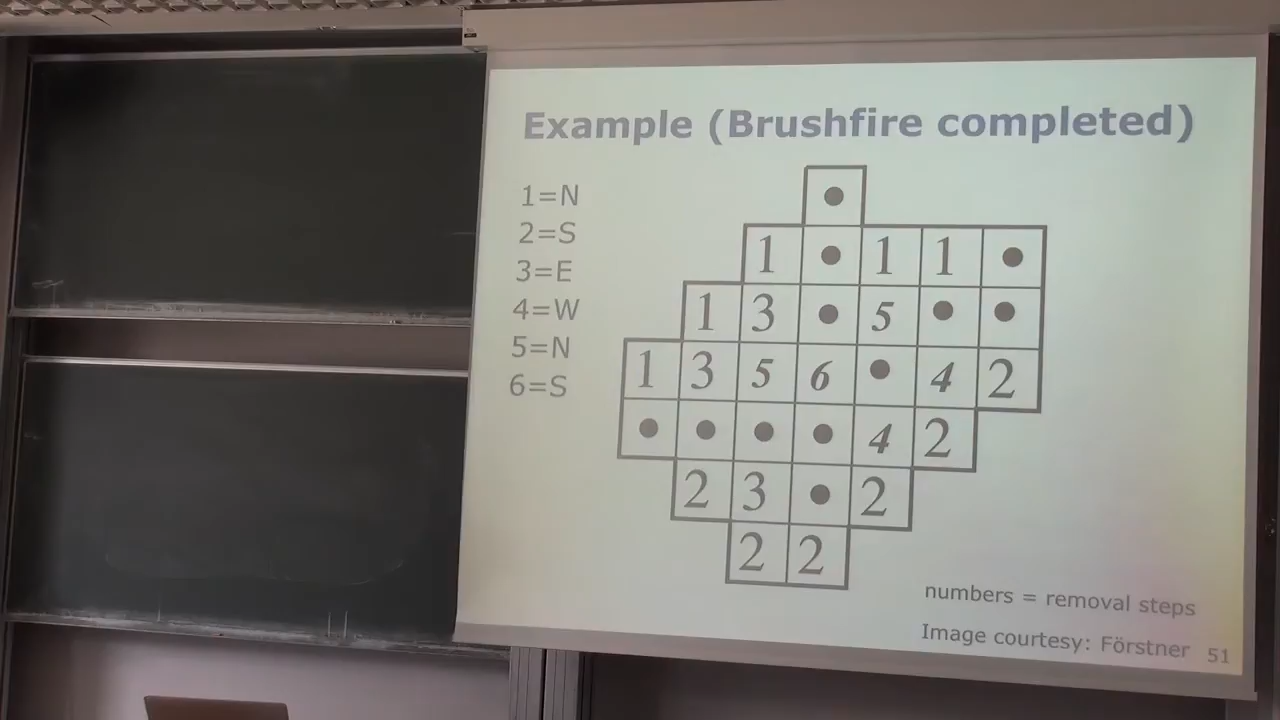 Example (Brushfire completed)
1=N
2=S
3=E
4=W
5=N
6=S
●
1 ● 1 1 ●
1 3 ● 5 ● ●
1 3 5 6 ● 4 2
● ● ● ● 4 2
2 3 ● 2
2 2
numbers = removal steps
Image courtesy: Förstner 51